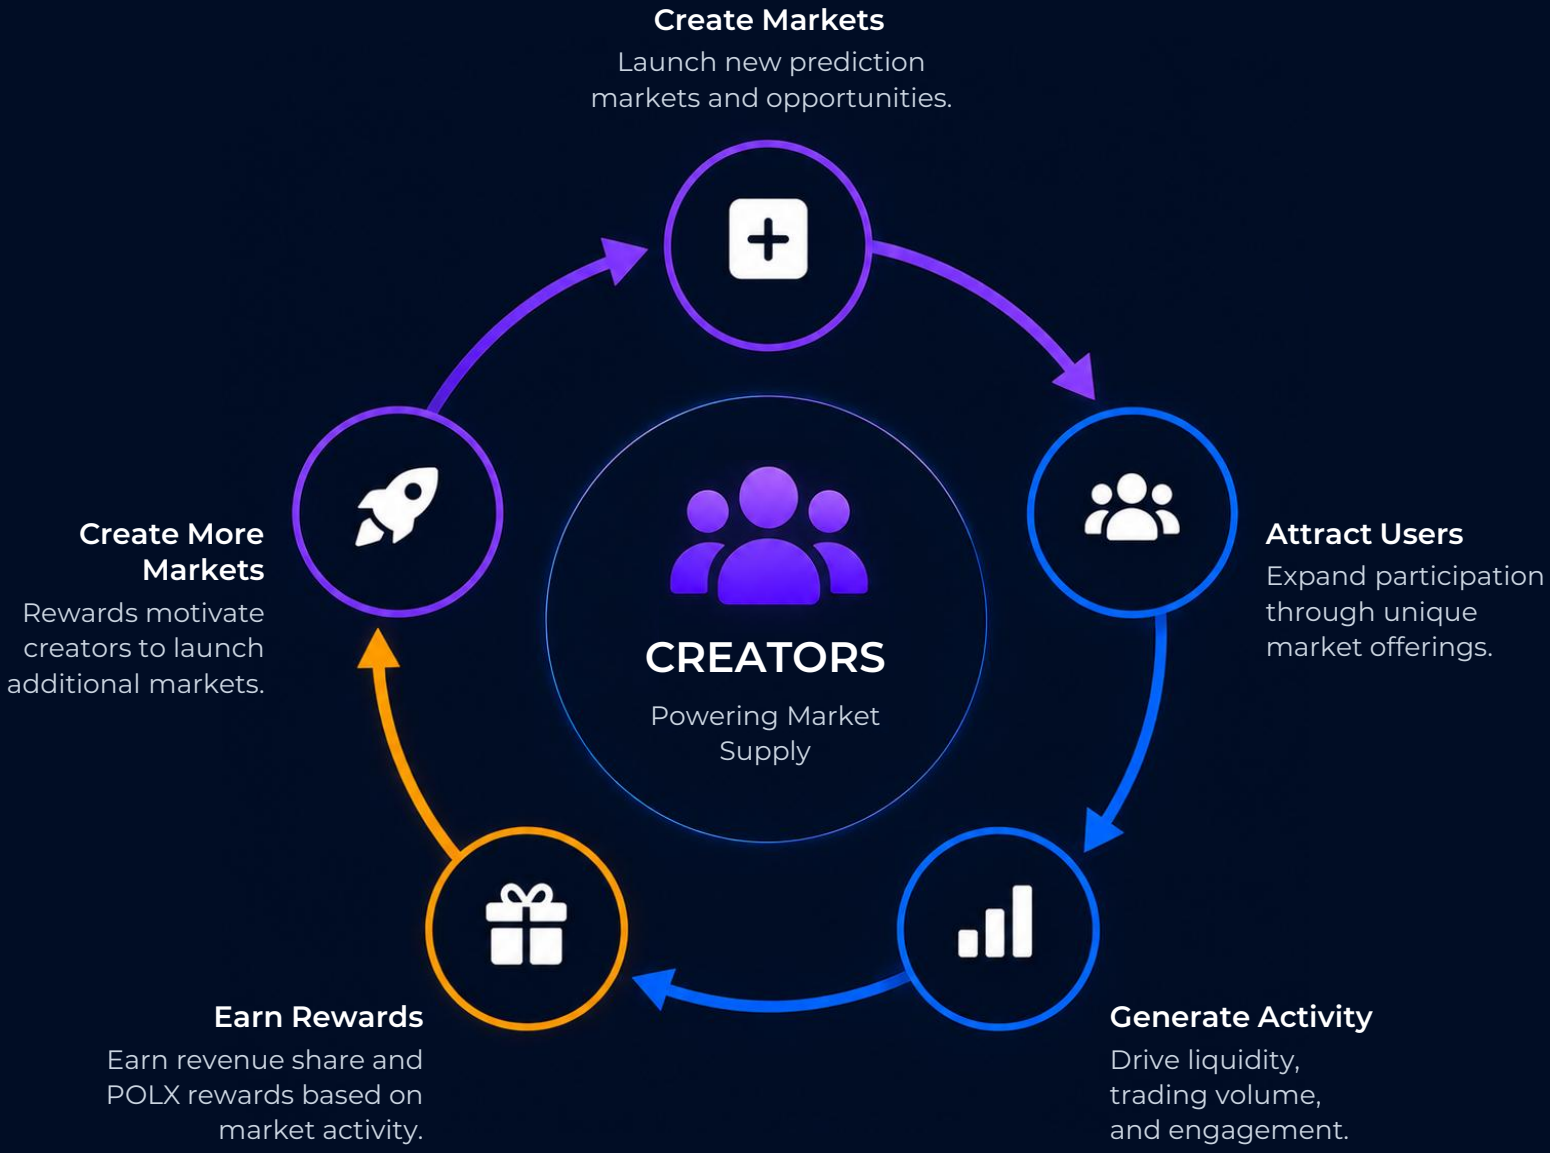 Create Markets
Launch new prediction
markets and opportunities.
Attract Users
Expand participation
through unique
market offerings.
Generate Activity
Drive liquidity,
trading volume,
and engagement.
Earn Rewards
Earn revenue share and
POLX rewards based on
market activity.
Create More
Markets
Rewards motivate
creators to launch
additional markets.
CREATORS
Powering Market
Supply